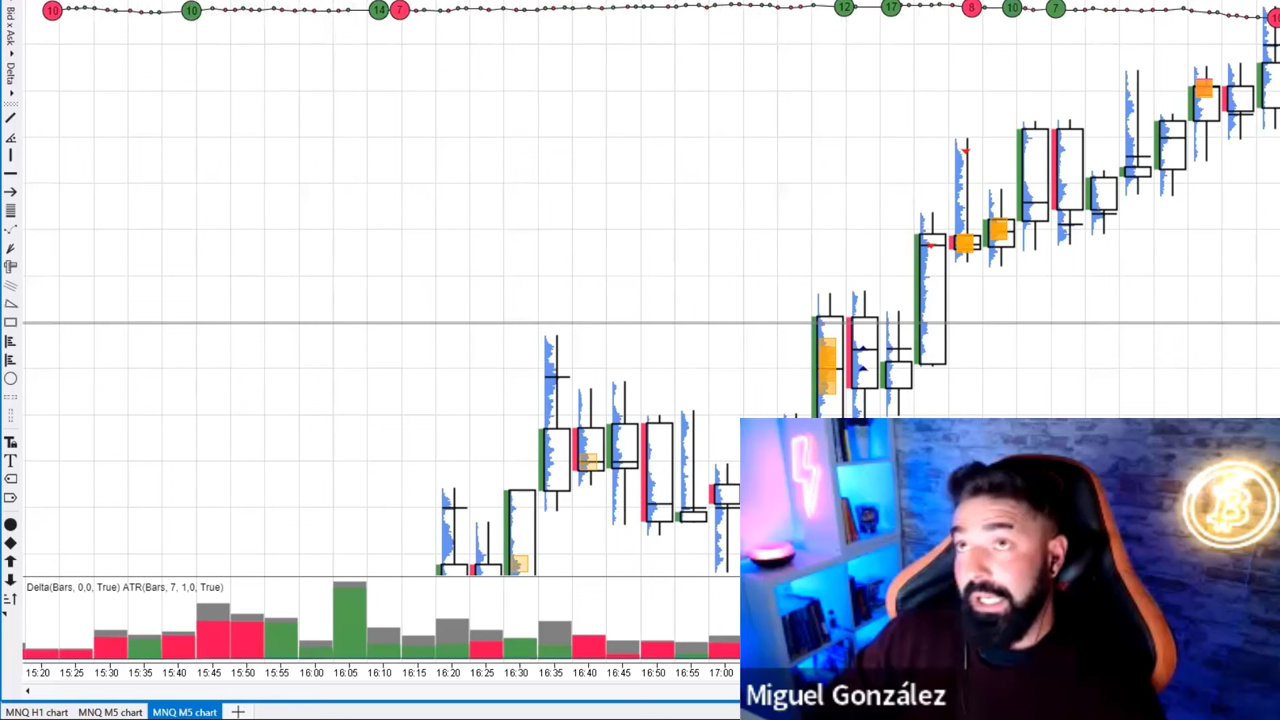 10
10
14
7
12
17
8
10
7
Bid x Ask
Delta
T
Delta(Bars, 0,0, True) ATR(Bars, 7, 1,0, True)
15:20 15:25 15:30 15:35 15:40 15:45 15:50 15:55 16:00 16:05 16:10 16:15 16:20 16:25 16:30 16:35 16:40 16:45 16:50 16:55 17:00
Miguel González
MNQ H1 chart MNQ M5 chart MNQ M5 chart